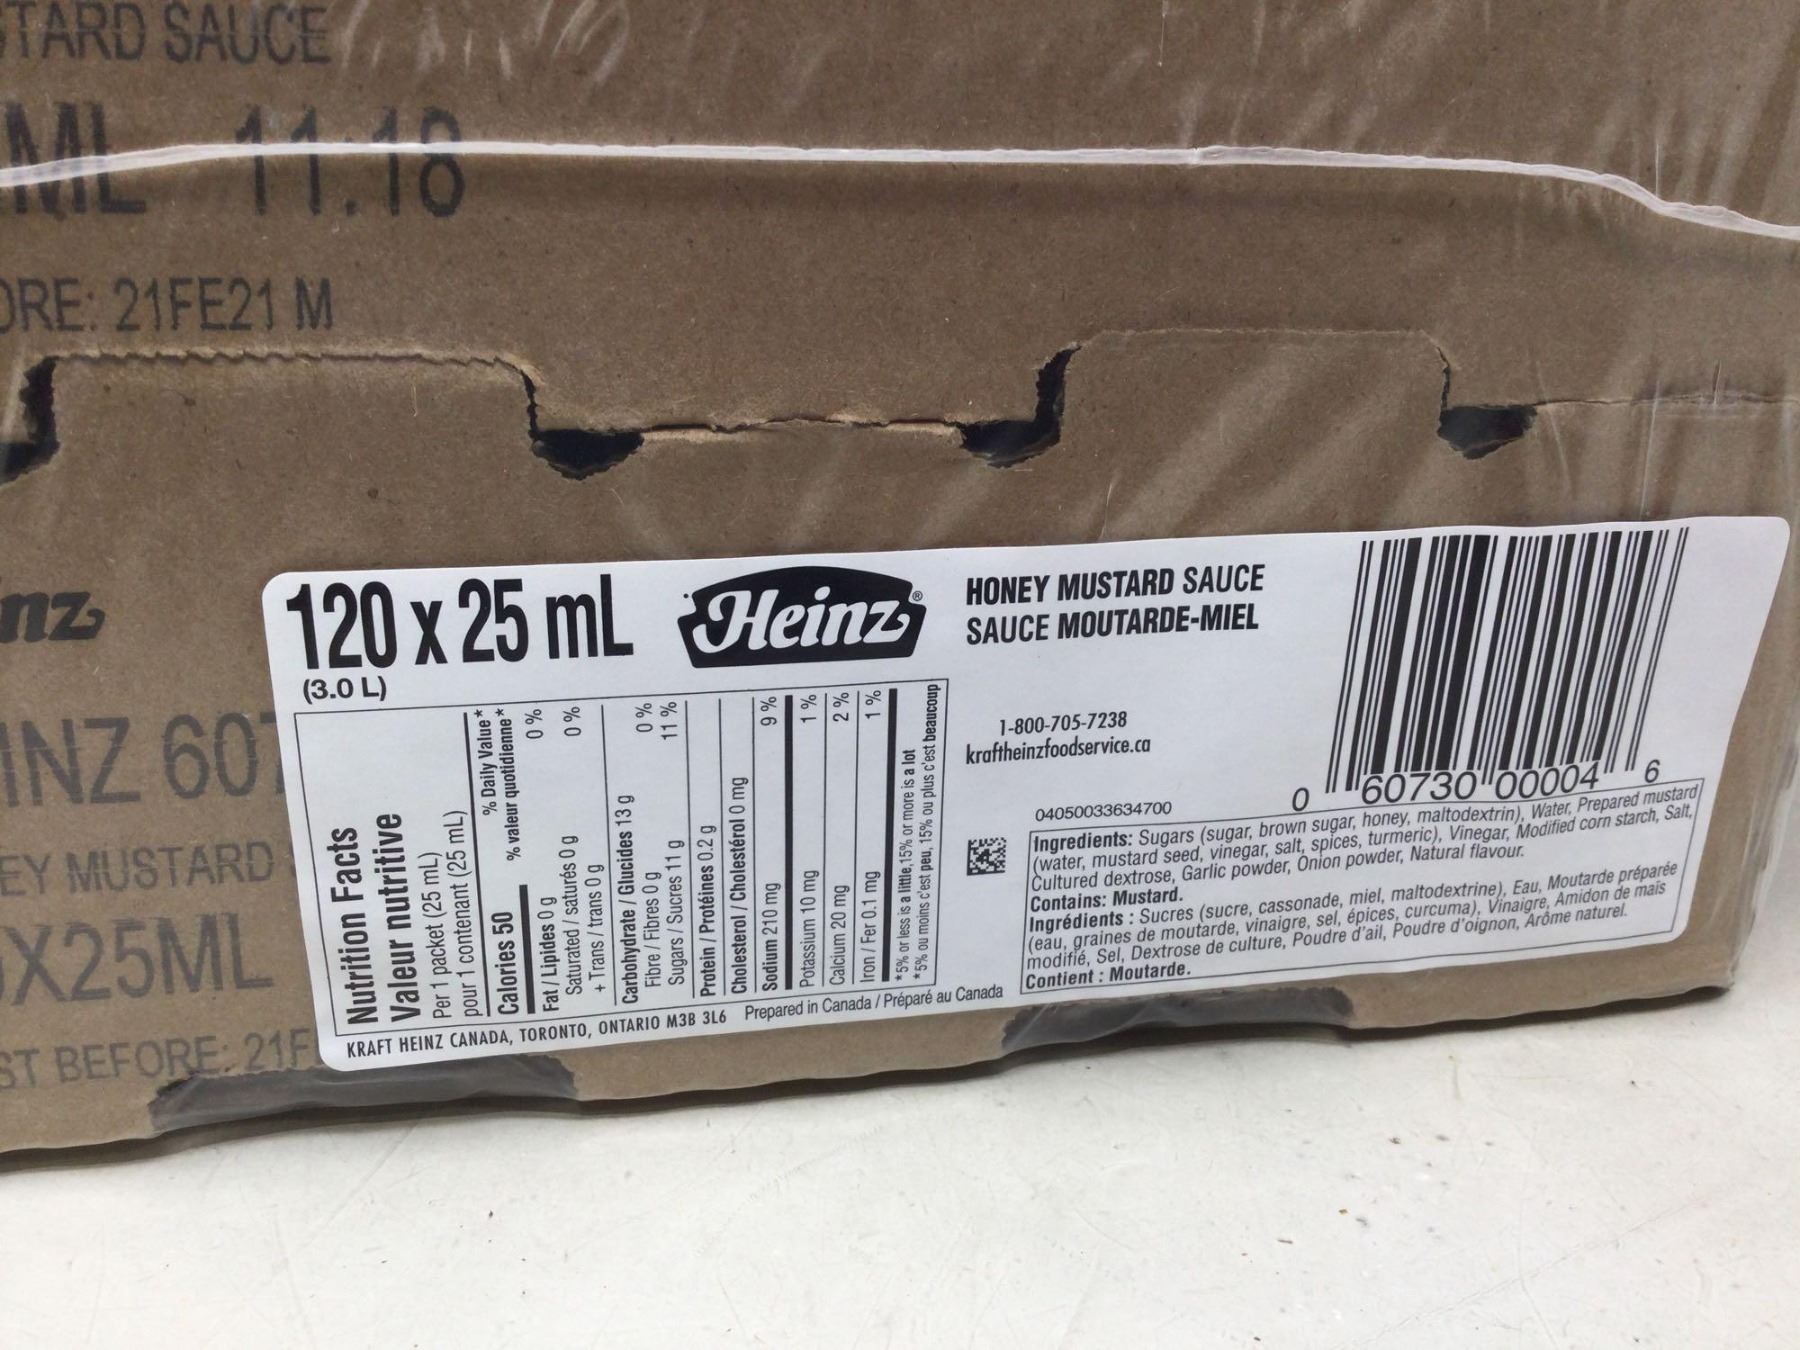 TARD SAUCE
ML 11.18
ORE: 21FE21 M
nz
INZ 607
EY MUSTARD
X25ML
ST BEFORE: 21F
120 x 25 mL
(3.0 L)
Heinz®
HONEY MUSTARD SAUCE
SAUCE MOUTARDE-MIEL
Nutrition Facts
Valeur nutritive
Per 1 packet (25 mL)
pour 1 contenant (25 mL)
% Daily Value*
Calories 50 % valeur quotidienne*
Fat / Lipides 0 g 0 %
Saturated / saturés 0 g 0 %
+ Trans / trans 0 g
Carbohydrate / Glucides 13 g
Fibre / Fibres 0 g 0 %
Sugars / Sucres 11 g 11 %
Protein / Protéines 0.2 g
Cholesterol / Cholestérol 0 mg
Sodium 210 mg 9 %
Potassium 10 mg 1 %
Calcium 20 mg 2 %
Iron / Fer 0.1 mg 1 %
*5% or less is a little, 15% or more is a lot
*5% ou moins c'est peu, 15% ou plus c'est beaucoup
KRAFT HEINZ CANADA, TORONTO, ONTARIO M3B 3L6 Prepared in Canada / Préparé au Canada
1-800-705-7238
kraftheinzfoodservice.ca
04050033634700
0 60730 00004 6
Ingredients: Sugars (sugar, brown sugar, honey, maltodextrin), Water, Prepared mustard
(water, mustard seed, vinegar, salt, spices, turmeric), Vinegar, Modified corn starch, Salt,
Cultured dextrose, Garlic powder, Onion powder, Natural flavour.
Contains: Mustard.
Ingrédients : Sucres (sucre, cassonade, miel, maltodextrine), Eau, Moutarde préparée
(eau, graines de moutarde, vinaigre, sel, épices, curcuma), Vinaigre, Amidon de maïs
modifié, Sel, Dextrose de culture, Poudre d'ail, Poudre d'oignon, Arôme naturel.
Contient : Moutarde.